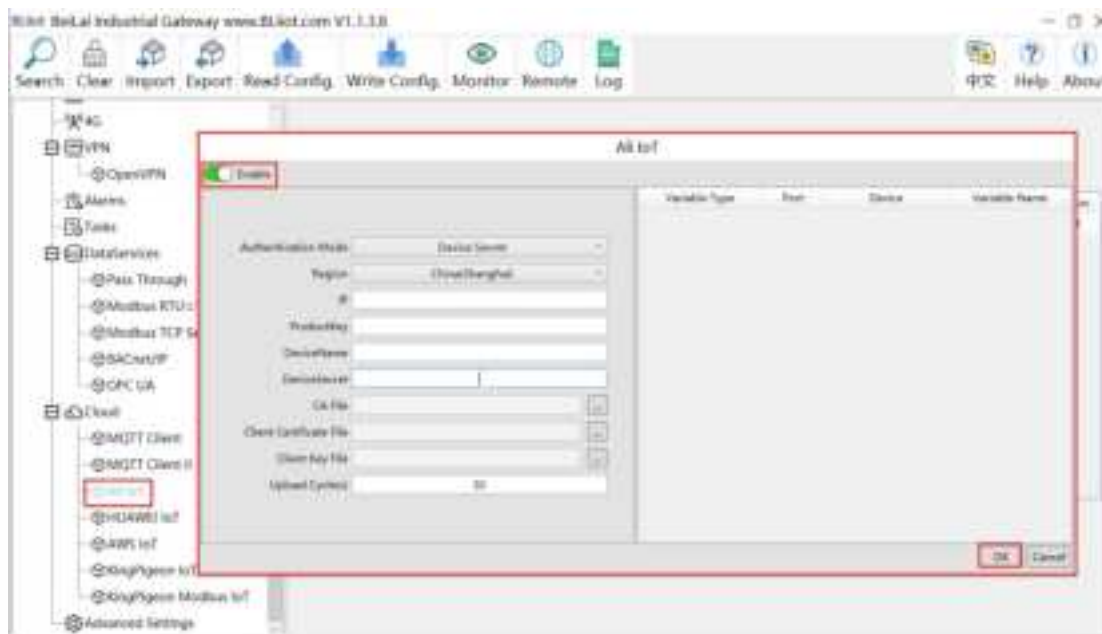 BeiLai Industrial Gateway www.BLiiot.com V1.1.3.8
Search Clear Import Export Read Config. Write Config. Monitor Remote Log 中文 Help About
4G
VPN
OpenVPN
Alarms
Tasks
DataServices
Pass Through
Modbus RTU
Modbus TCP Se
BACnet/IP
OPC UA
Cloud
MQTT Client
MQTT Client II
HUAWEI IoT
AWS IoT
KingPigeon IoT
KingPigeon Modbus IoT
Advanced Settings
Ali IoT
Enable
Authentication Mode Device Secret
Region China(Shanghai)
IP
ProductKey
DeviceName
DeviceSecret
CA File ...
Client Certificate File ...
Client Key File ...
Upload Cycle(s)
Variable Type Port Device Variable Name
OK Cancel